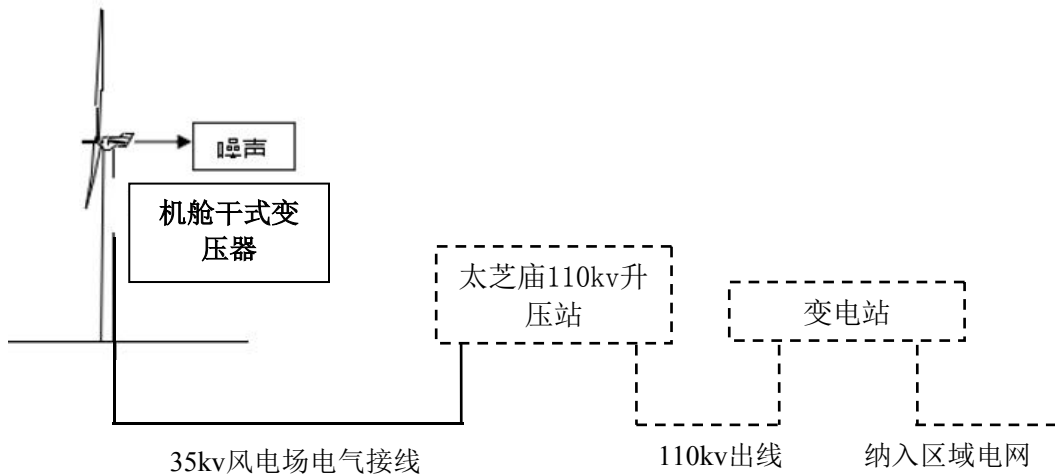 噪声
机舱干式变
压器
太芝庙110kv升
压站
变电站
35kv风电场电气接线
110kv出线
纳入区域电网